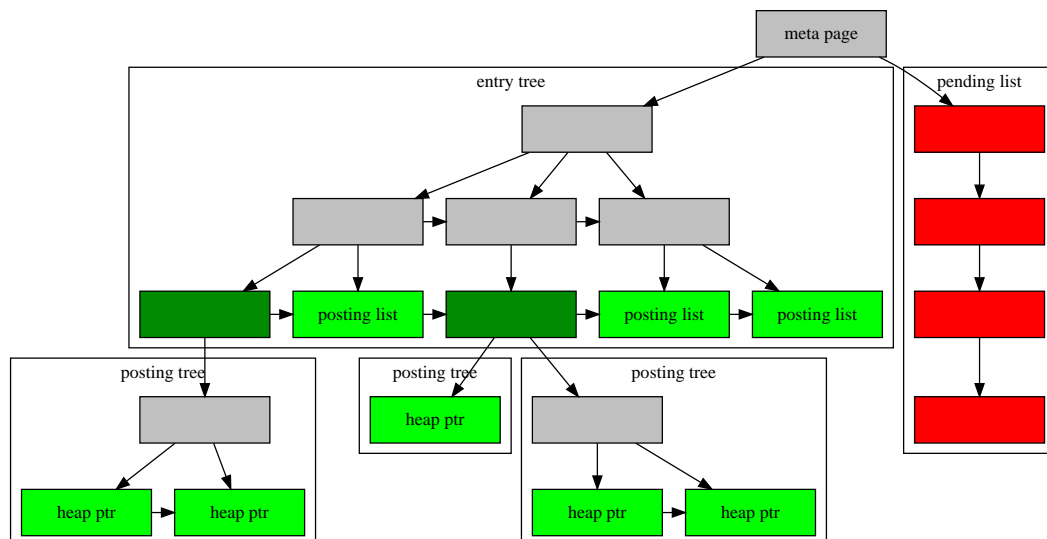 meta page
entry tree
pending list
posting list
posting list
posting list
posting tree
posting tree
posting tree
heap ptr
heap ptr
heap ptr
heap ptr
heap ptr